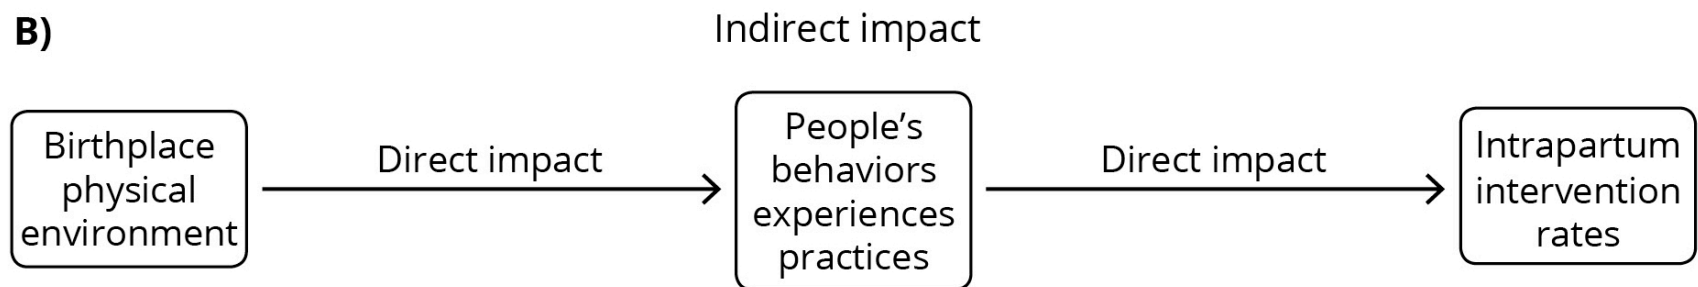 B)
Indirect impact
Birthplace
physical
environment
Direct impact
People’s
behaviors
experiences
practices
Direct impact
Intrapartum
intervention
rates